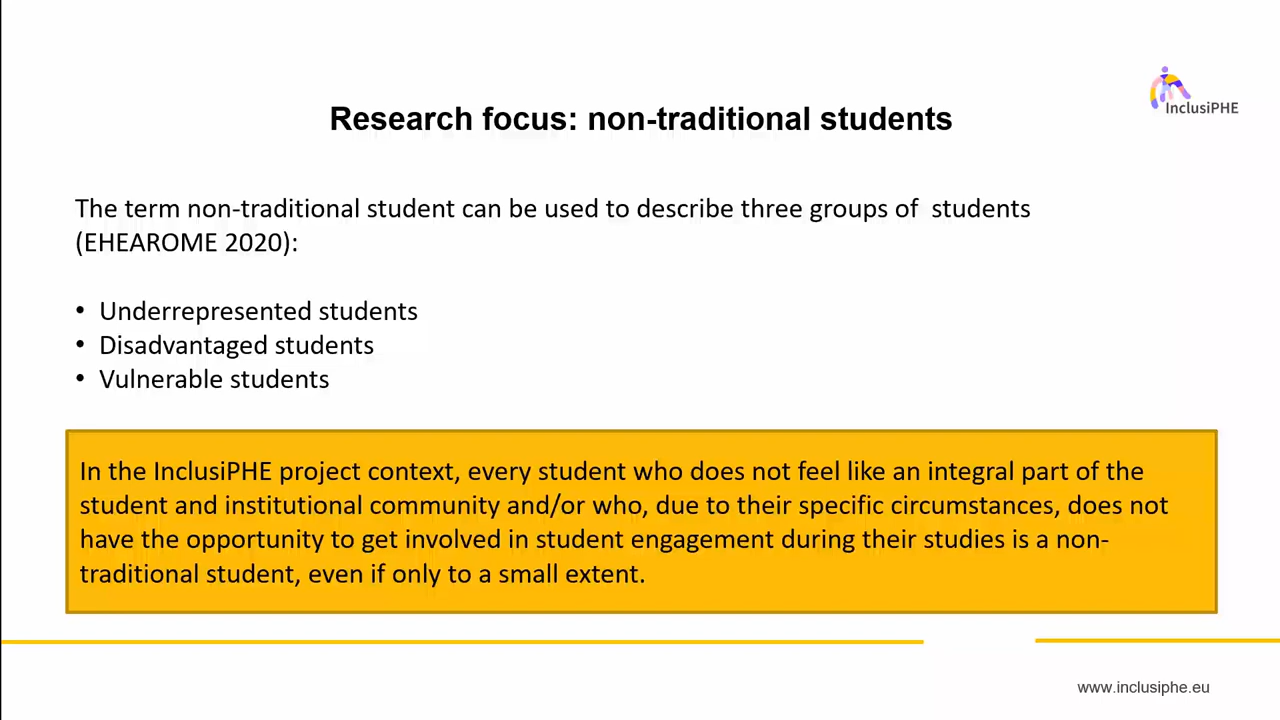 InclusiPHE
Research focus: non-traditional students
The term non-traditional student can be used to describe three groups of  students
(EHEAROME 2020):
• Underrepresented students
• Disadvantaged students
• Vulnerable students
In the InclusiPHE project context, every student who does not feel like an integral part of the
student and institutional community and/or who, due to their specific circumstances, does not
have the opportunity to get involved in student engagement during their studies is a non-
traditional student, even if only to a small extent.
www.inclusiphe.eu